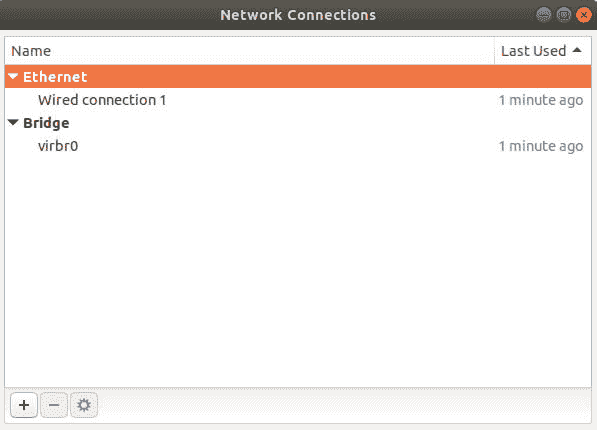 Network Connections
Name Last Used
Ethernet
Wired connection 1 1 minute ago
Bridge
virbr0 1 minute ago